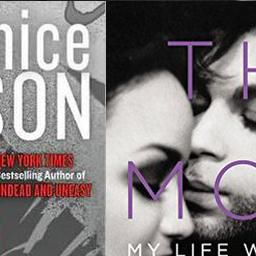 nice
SON
NEW YORK TIMES
Bestselling Author of
UNDEAD AND UNEASY
TH
MO
MY LIFE W